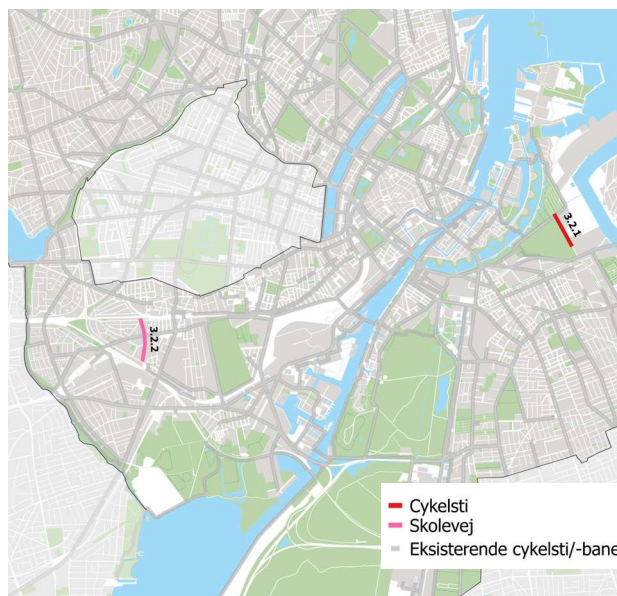 3.2.1
3.2.2
Cykelsti
Skolevej
Eksisterende cykelsti/-bane